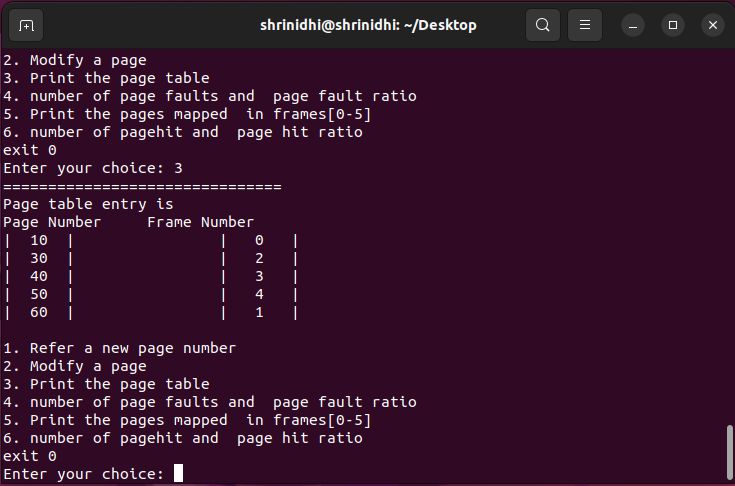 shrinidhi@shrinidhi: ~/Desktop
2. Modify a page
3. Print the page table
4. number of page faults and  page fault ratio
5. Print the pages mapped  in frames[0-5]
6. number of pagehit and  page hit ratio
exit 0
Enter your choice: 3
===============================
Page table entry is
Page Number     Frame Number
|  10  |                |   0   |
|  30  |                |   2   |
|  40  |                |   3   |
|  50  |                |   4   |
|  60  |                |   1   |
1. Refer a new page number
2. Modify a page
3. Print the page table
4. number of page faults and  page fault ratio
5. Print the pages mapped  in frames[0-5]
6. number of pagehit and  page hit ratio
exit 0
Enter your choice: